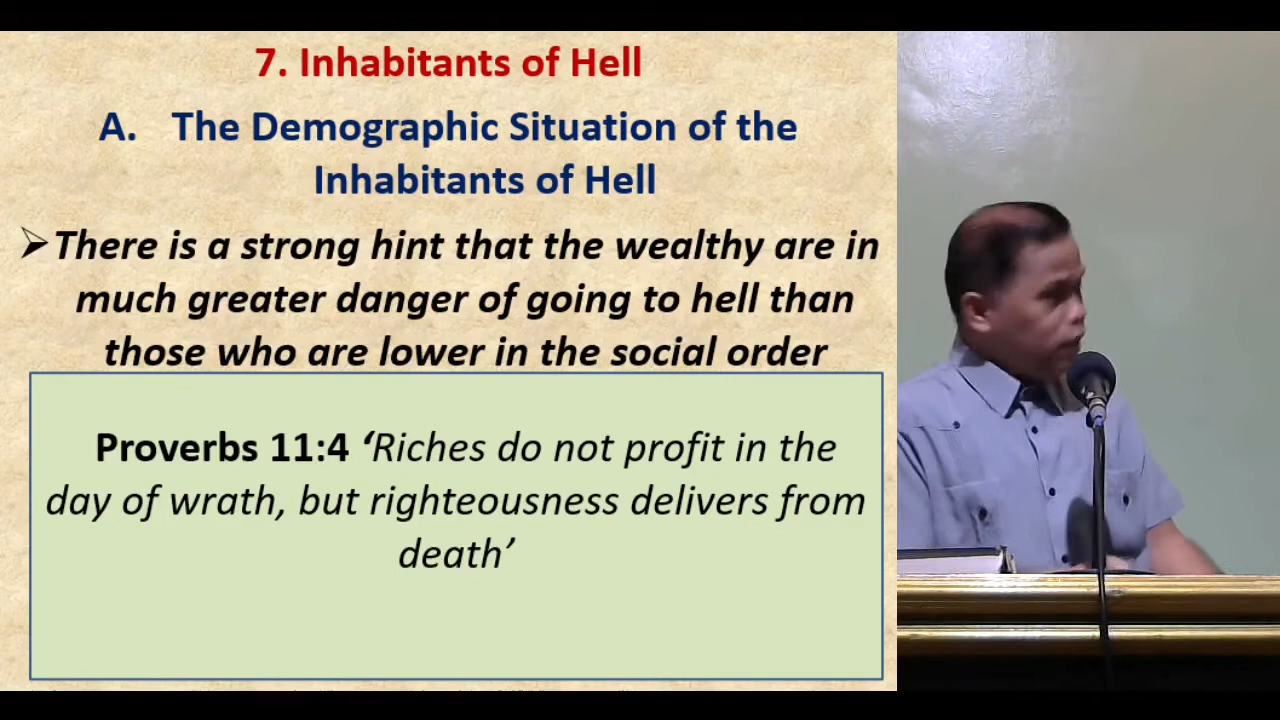 7. Inhabitants of Hell
A. The Demographic Situation of the
Inhabitants of Hell
➢There is a strong hint that the wealthy are in
much greater danger of going to hell than
those who are lower in the social order
Proverbs 11:4 ‘Riches do not profit in the
day of wrath, but righteousness delivers from
death’